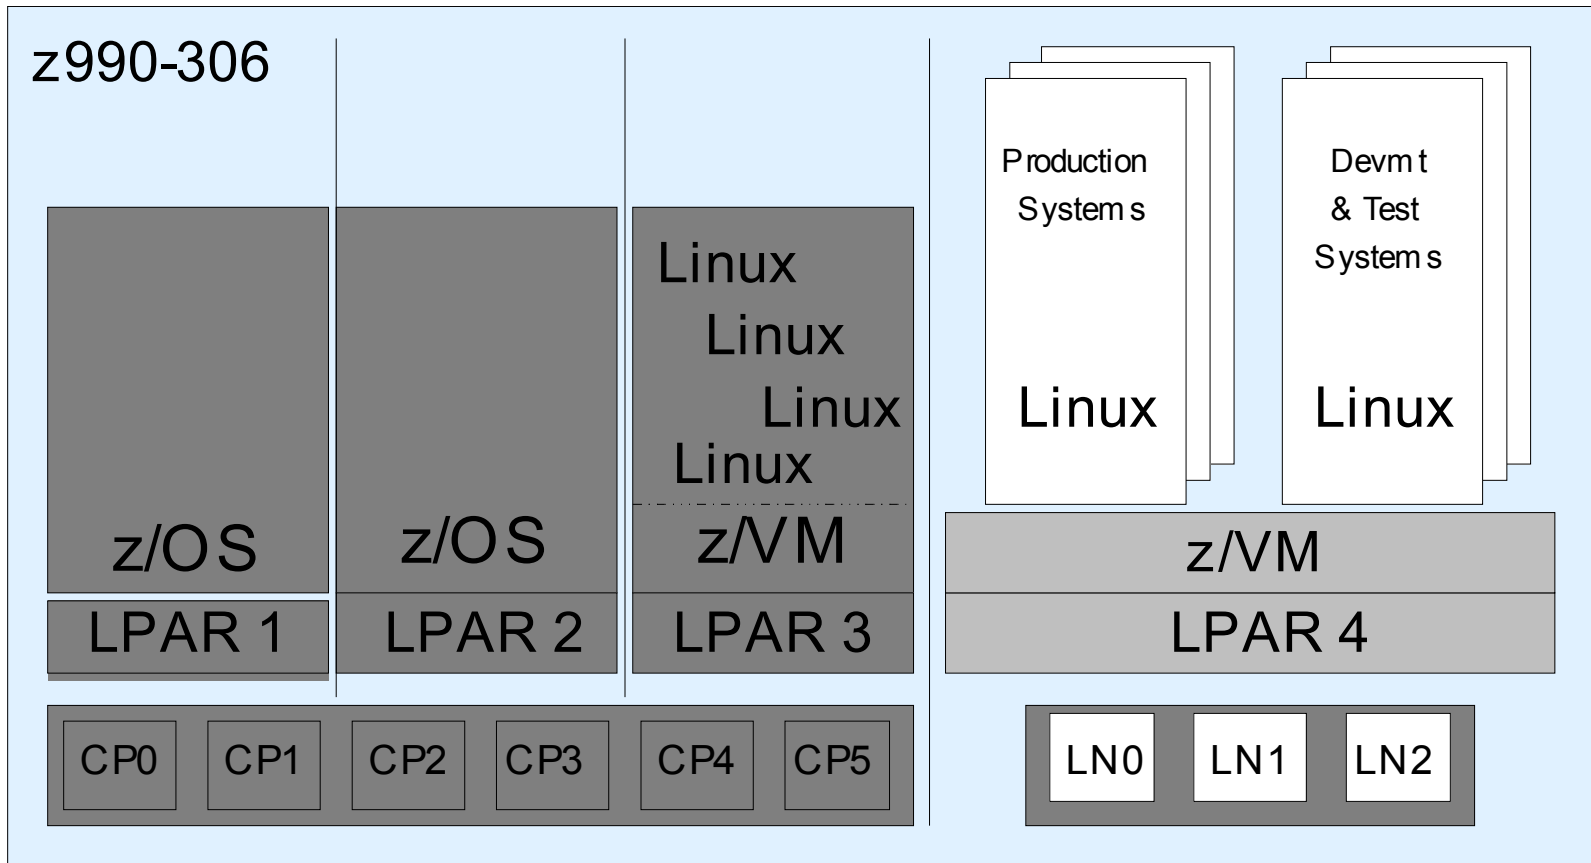 z990-306
Linux
Linux
Linux
Linux
z/OS
z/OS
z/VM
LPAR 1
LPAR 2
LPAR 3
CP0
CP1
CP2
CP3
CP4
CP5
Production
Systems
Linux
Devmt
& Test
Systems
Linux
z/VM
LPAR 4
LN0
LN1
LN2